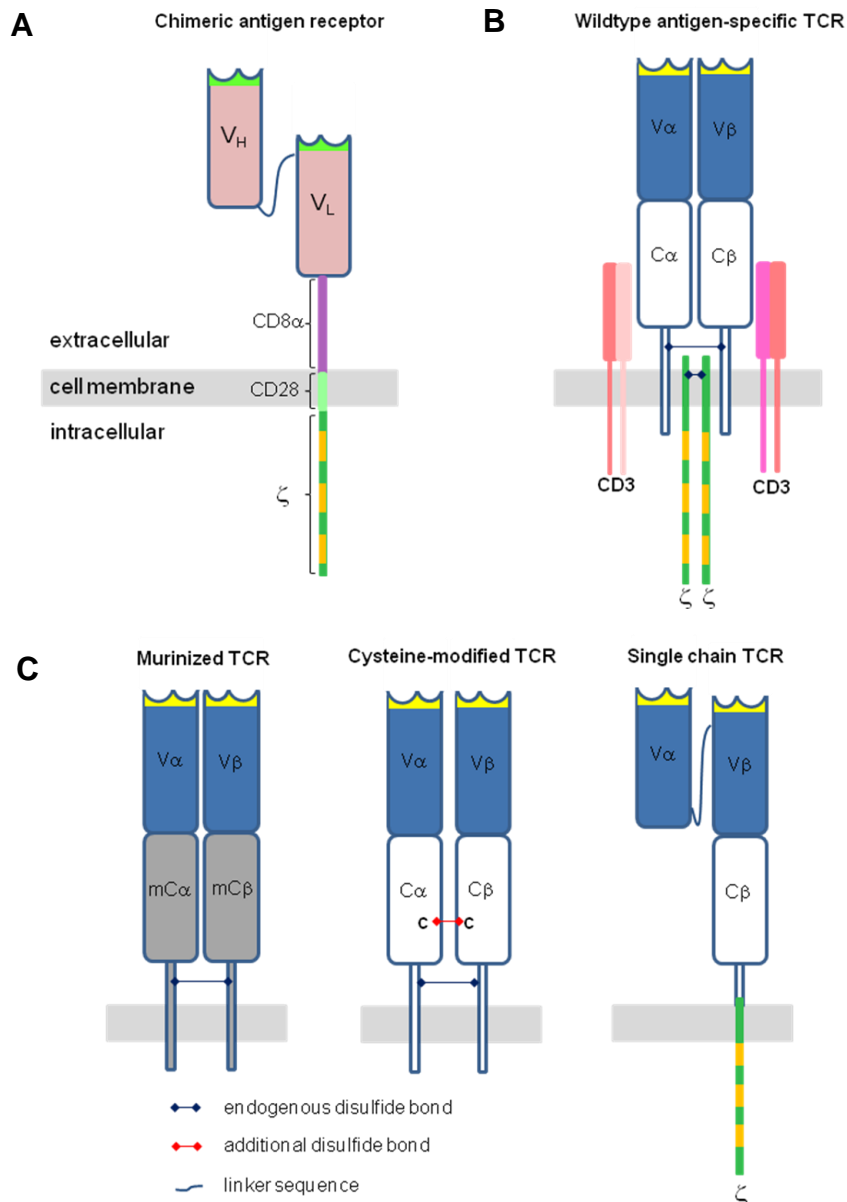 A
Chimeric antigen receptor
VH
VL
CD8α
extracellular
cell membrane
CD28
intracellular
ζ
B
Wildtype antigen-specific TCR
Vα
Vβ
Cα
Cβ
CD3
CD3
ζ ζ
C
Murinized TCR
Vα
Vβ
mCα
mCβ
Cysteine-modified TCR
Vα
Vβ
Cα
Cβ
C
C
Single chain TCR
Vα
Vβ
Cβ
ζ
endogenous disulfide bond
additional disulfide bond
linker sequence